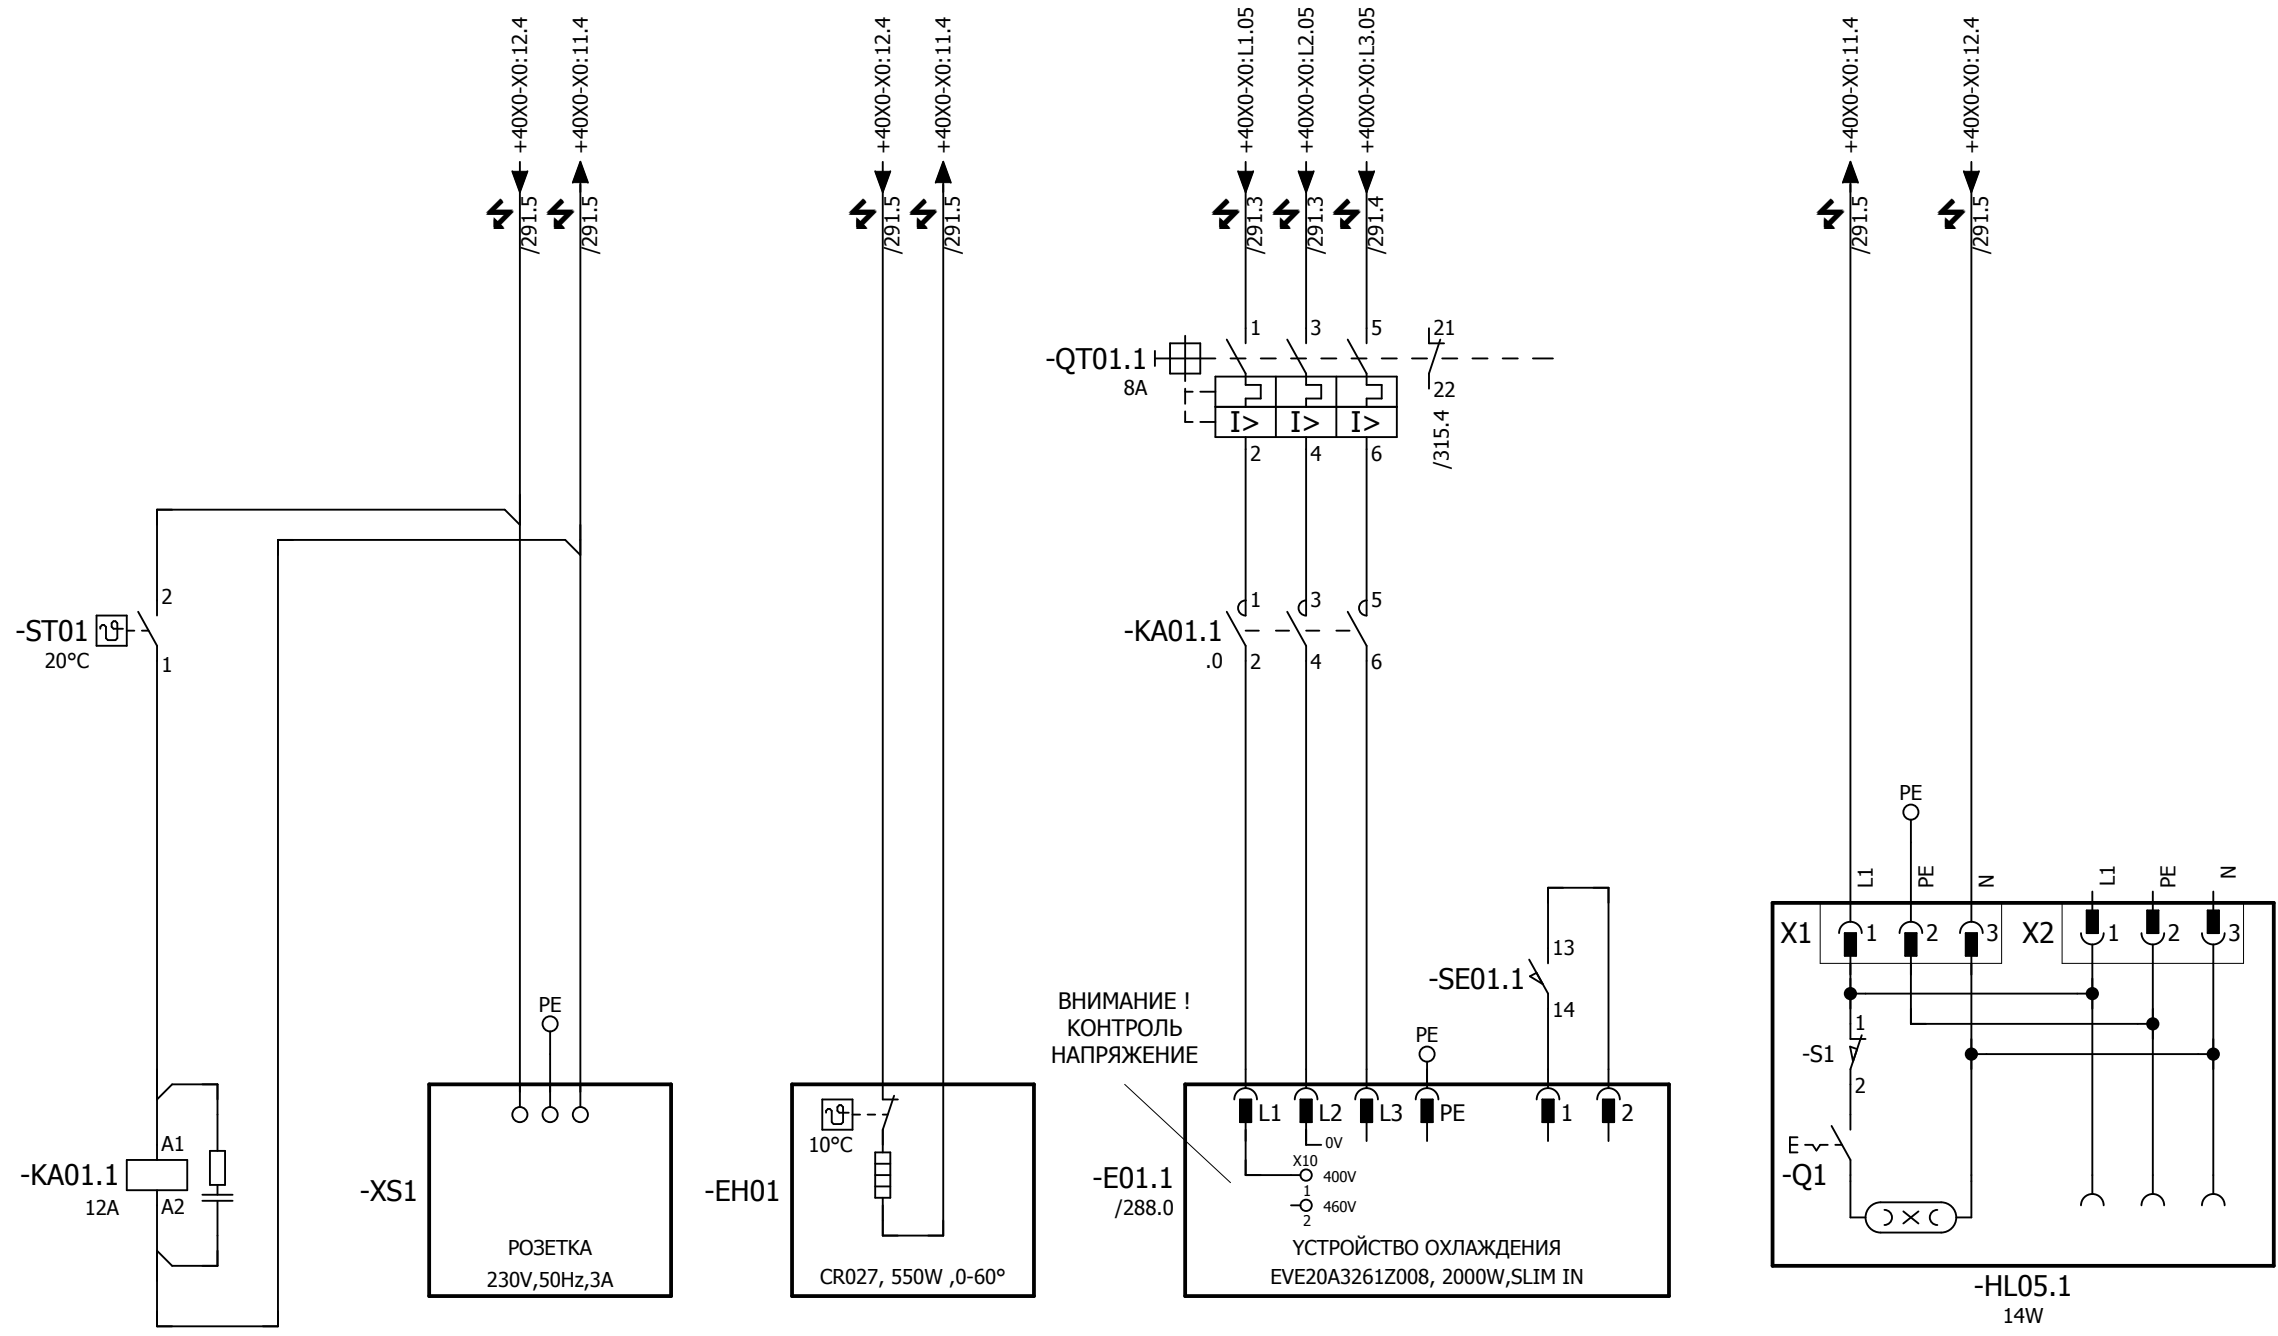 +40X0-X0:12.4
/291.5
+40X0-X0:11.4
/291.5
+40X0-X0:12.4
/291.5
+40X0-X0:11.4
/291.5
+40X0-X0:L1.05
/291.3
+40X0-X0:L2.05
/291.3
+40X0-X0:L3.05
/291.4
+40X0-X0:11.4
/291.5
+40X0-X0:12.4
/291.5
-QT01.1
8A
1 3 5 21
I> I> I>
2 4 6 22
/315.4
-ST01
20°C
2
1
-KA01.1
.0
1 3 5
2 4 6
-KA01.1
12A
A1
A2
-XS1
PE
РОЗЕТКА
230V,50Hz,3A
-EH01
10°C
CR027, 550W ,0-60°
ВНИМАНИЕ !
КОНТРОЛЬ
НАПРЯЖЕНИЕ
-SE01.1
13
14
PE
-E01.1
/288.0
L1 L2 L3 PE 1 2
0V
X10
400V
1
460V
2
YСТРОЙСТВО ОХЛАЖДЕНИЯ
EVE20A3261Z008, 2000W,SLIM IN
PE
L1 PE N L1 PE N
X1 1 2 3 X2 1 2 3
-S1
1
2
E
-Q1
-HL05.1
14W